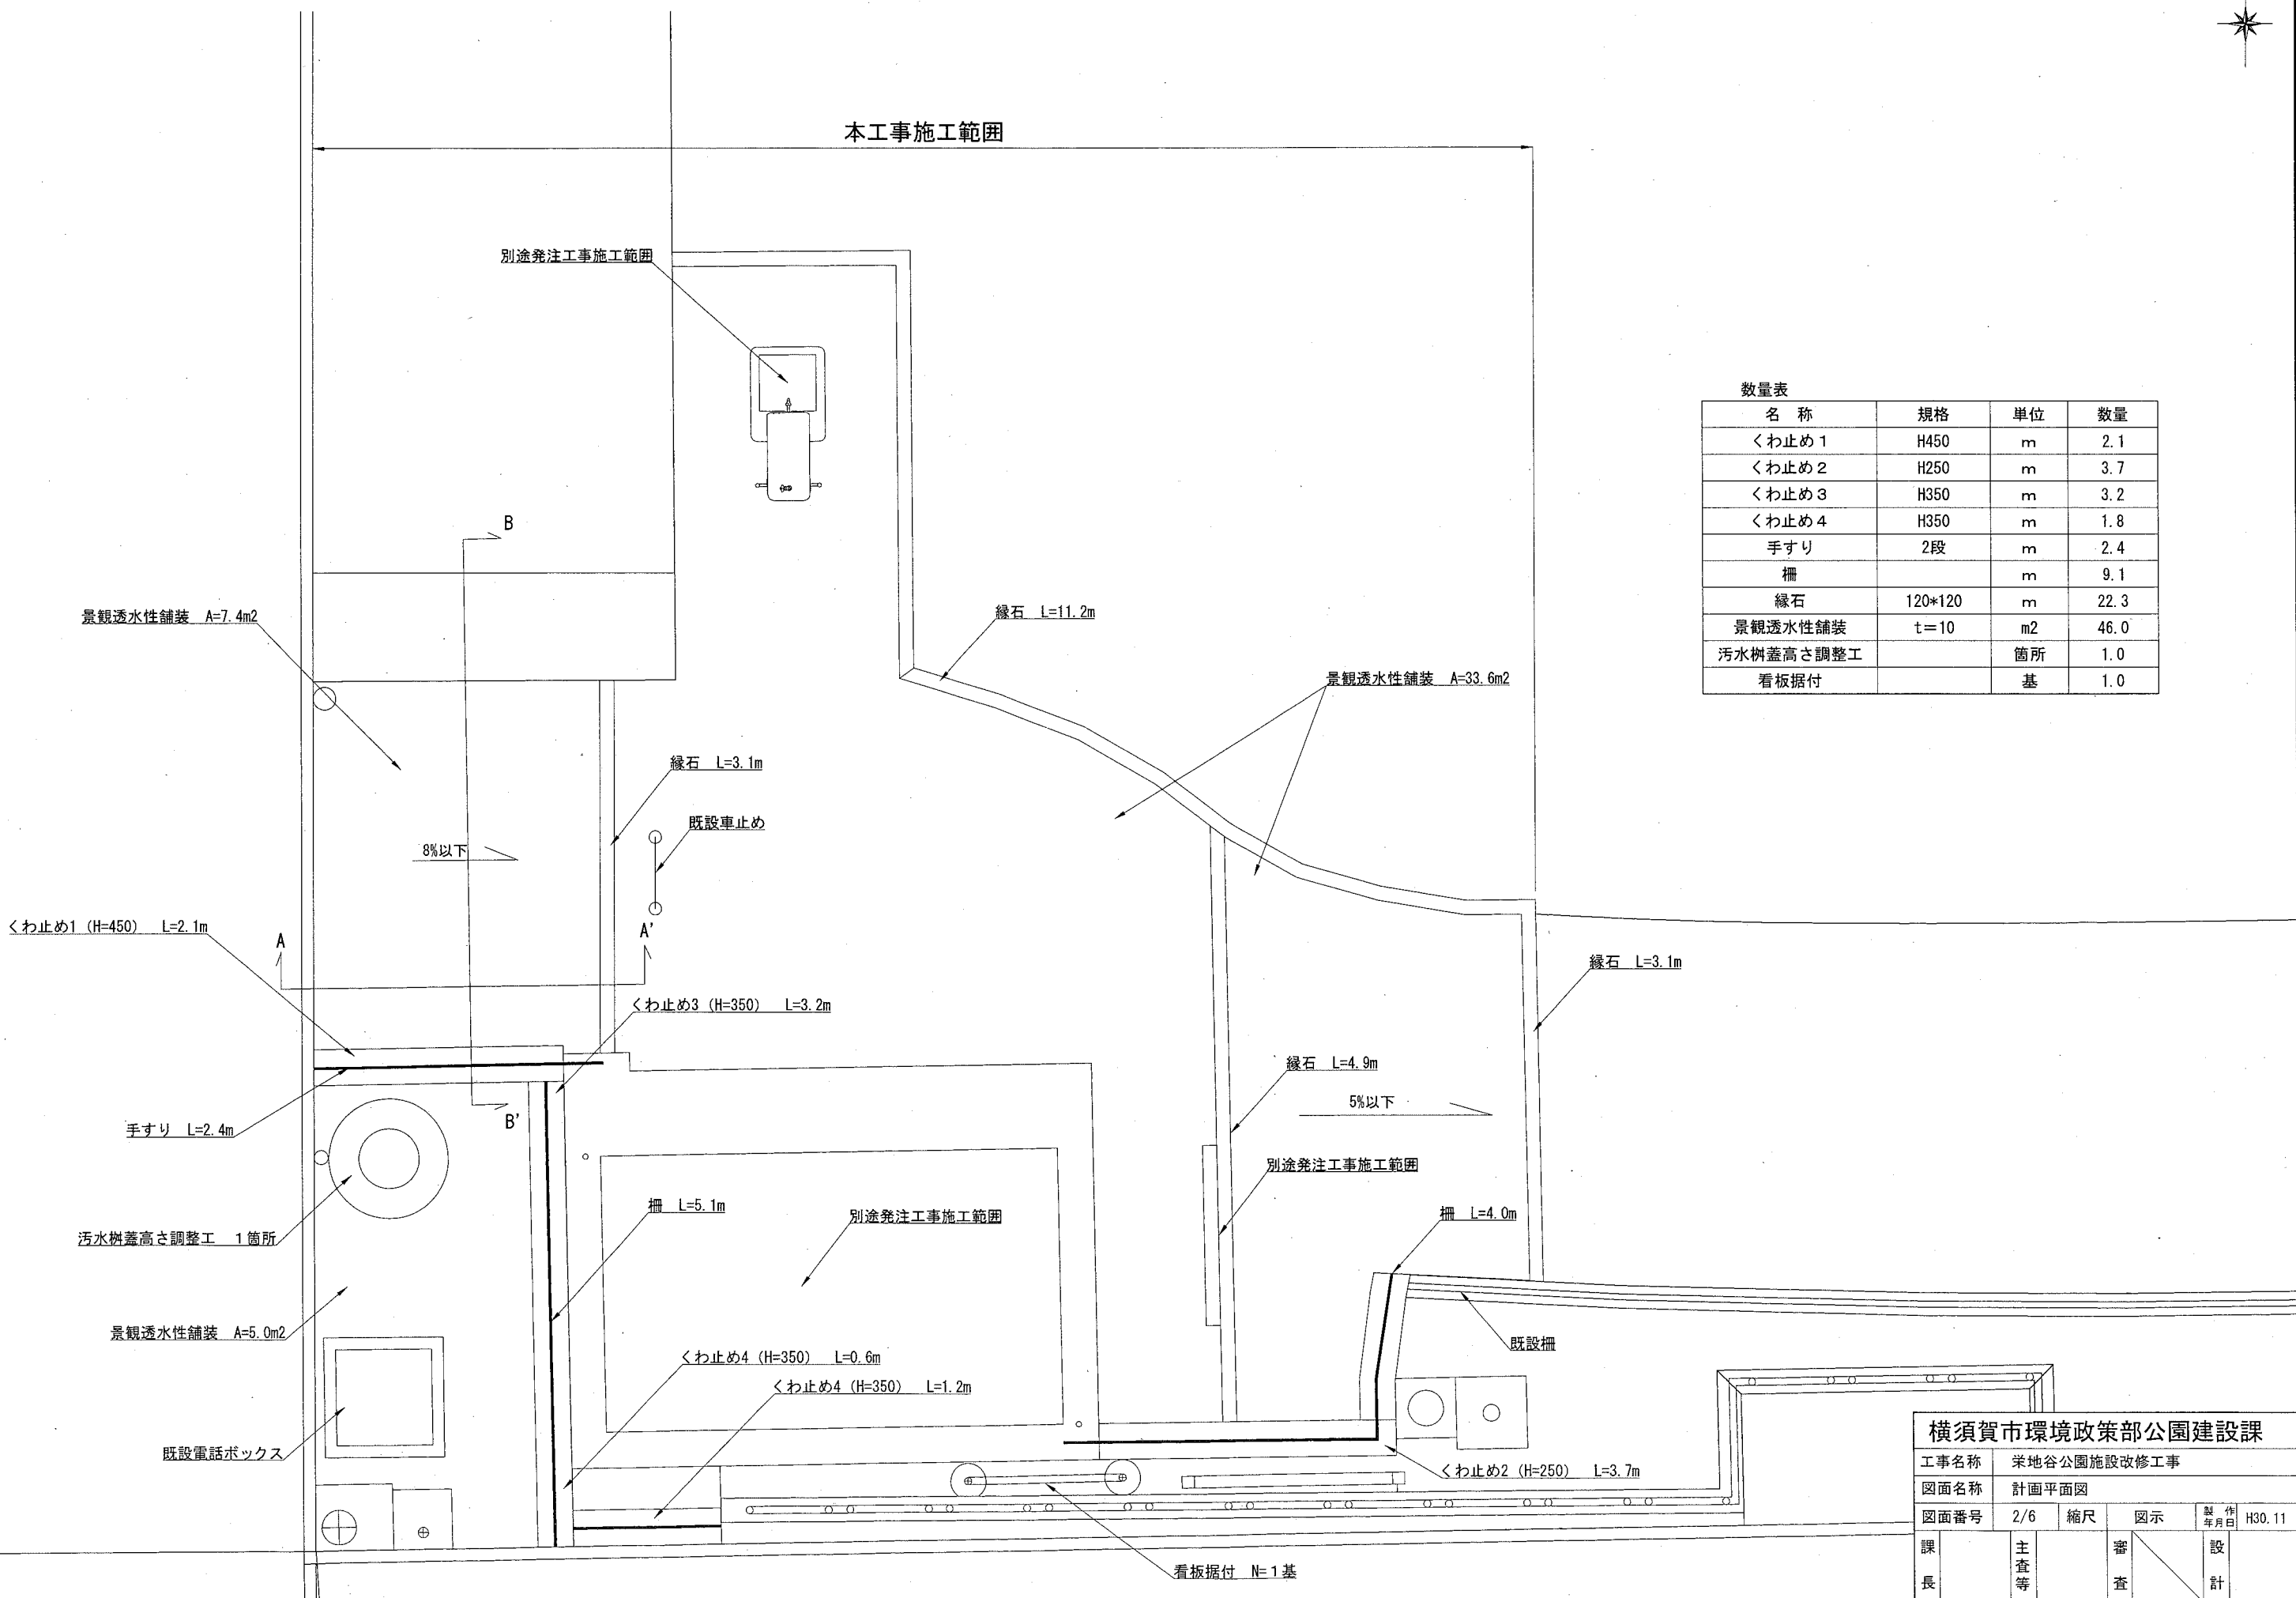 本工事施工範囲
別途発注工事施工範囲
数量表
名　称 規格 単位 数量
くわ止め１ H450 m 2.1
くわ止め２ H250 m 3.7
くわ止め３ H350 m 3.2
くわ止め４ H350 m 1.8
手すり 2段 m 2.4
柵 m 9.1
縁石 120*120 m 22.3
景観透水性舗装 t＝10 m2 46.0
汚水桝蓋高さ調整工 箇所 1.0
看板据付 基 1.0
B
景観透水性舗装　A=7.4m2
縁石　L=11.2m
景観透水性舗装　A=33.6m2
縁石　L=3.1m
既設車止め
8%以下
くわ止め1（H=450）　L=2.1m
A
A'
縁石　L=3.1m
くわ止め3（H=350）　L=3.2m
縁石　L=4.9m
5%以下
B'
手すり　L=2.4m
別途発注工事施工範囲
柵　L=5.1m
別途発注工事施工範囲
柵　L=4.0m
汚水桝蓋高さ調整工　１箇所
景観透水性舗装　A=5.0m2
既設柵
くわ止め4（H=350）　L=0.6m
くわ止め4（H=350）　L=1.2m
既設電話ボックス
くわ止め2（H=250）　L=3.7m
看板据付　N=１基
横須賀市環境政策部公園建設課
工事名称 栄地谷公園施設改修工事
図面名称 計画平面図
図面番号 2/6 縮尺 図示 製作年月日 H30.11
課長 主査等 審査 設計